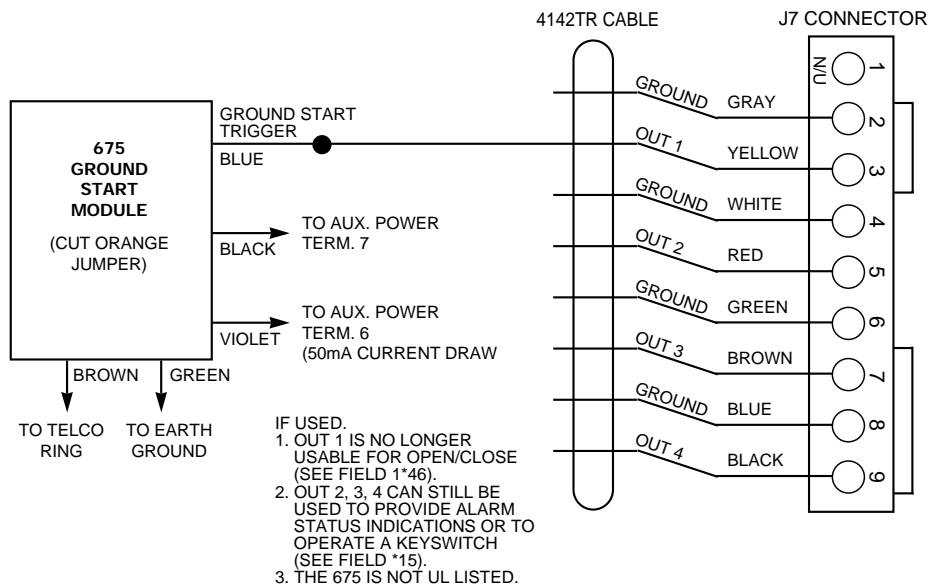 4142TR CABLE
J7 CONNECTOR
675
GROUND
START
MODULE
(CUT ORANGE
JUMPER)
GROUND START
TRIGGER
BLUE
BLACK
TO AUX. POWER
TERM. 7
VIOLET
TO AUX. POWER
TERM. 6
(50mA CURRENT DRAW
BROWN
GREEN
TO TELCO
RING
TO EARTH
GROUND
N/U
1
GROUND GRAY 2
OUT 1 YELLOW 3
GROUND WHITE 4
OUT 2 RED 5
GROUND GREEN 6
OUT 3 BROWN 7
GROUND BLUE 8
OUT 4 BLACK 9
IF USED.
1. OUT 1 IS NO LONGER
USABLE FOR OPEN/CLOSE
(SEE FIELD 1*46).
2. OUT 2, 3, 4 CAN STILL BE
USED TO PROVIDE ALARM
STATUS INDICATIONS OR TO
OPERATE A KEYSWITCH
(SEE FIELD *15).
3. THE 675 IS NOT UL LISTED.